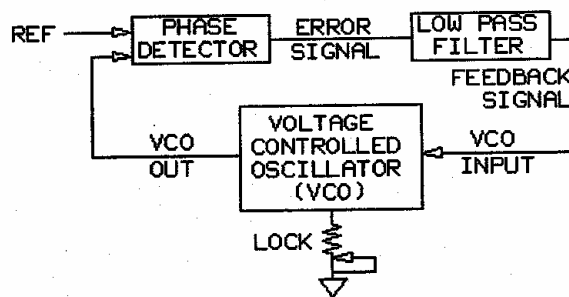 REF
PHASE
DETECTOR
ERROR
SIGNAL
LOW PASS
FILTER
FEEDBACK
SIGNAL
VCO
OUT
VOLTAGE
CONTROLLED
OSCILLATOR
(VCO)
VCO
INPUT
LOCK